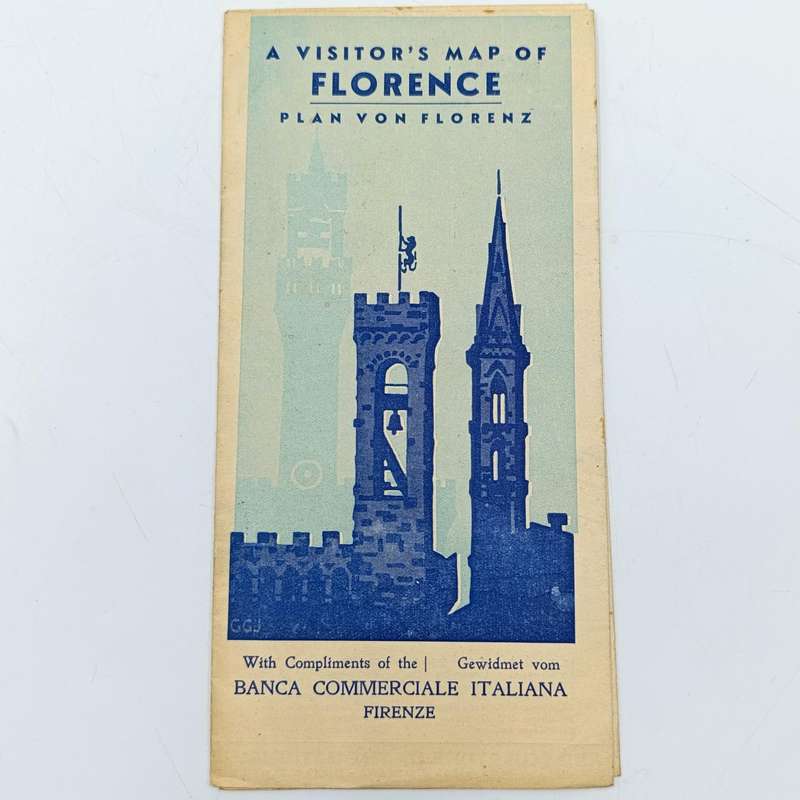 A VISITOR'S MAP OF
FLORENCE
PLAN VON FLORENZ
GGJ
With Compliments of the | Gewidmet vom
BANCA COMMERCIALE ITALIANA
FIRENZE